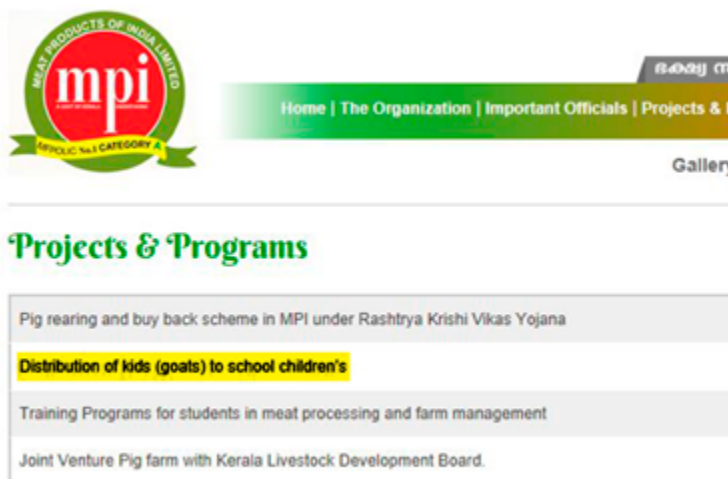 MEAT PRODUCTS OF INDIA LIMITED
mpi
CATEGORY A
ഭക്ഷ്യ
Home | The Organization | Important Officials | Projects &
Gallery
Projects & Programs
Pig rearing and buy back scheme in MPI under Rashtrya Krishi Vikas Yojana
Distribution of kids (goats) to school children's
Training Programs for students in meat processing and farm management
Joint Venture Pig farm with Kerala Livestock Development Board.